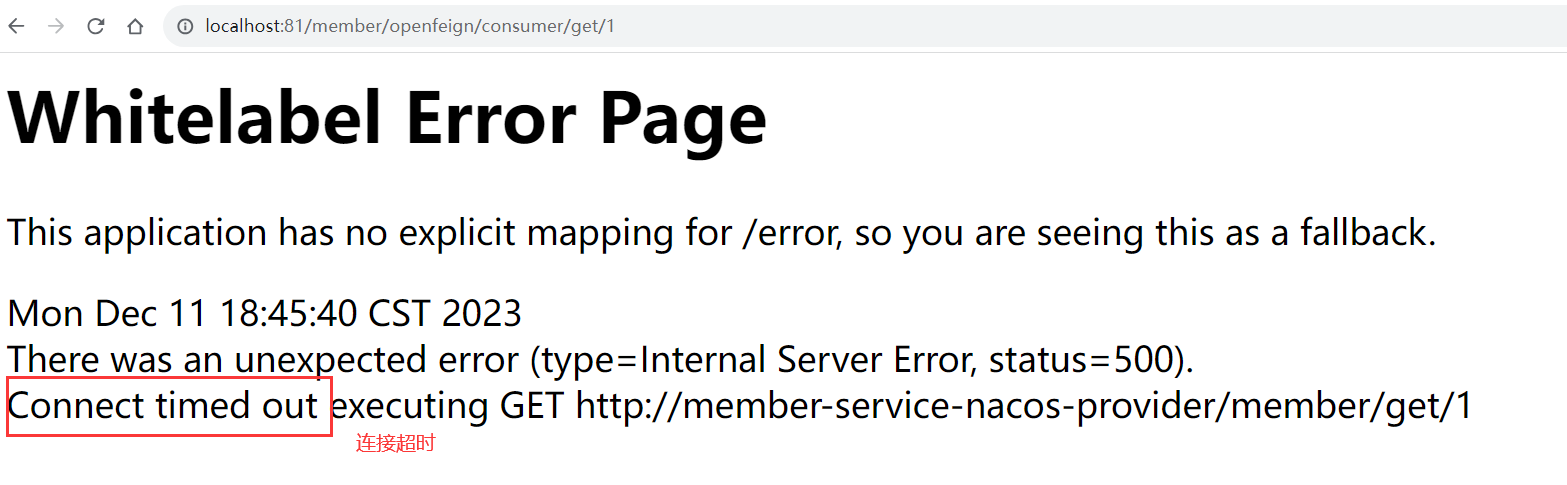 localhost:81/member/openfeign/consumer/get/1
Whitelabel Error Page
This application has no explicit mapping for /error, so you are seeing this as a fallback.
Mon Dec 11 18:45:40 CST 2023
There was an unexpected error (type=Internal Server Error, status=500).
Connect timed out executing GET http://member-service-nacos-provider/member/get/1
连接超时